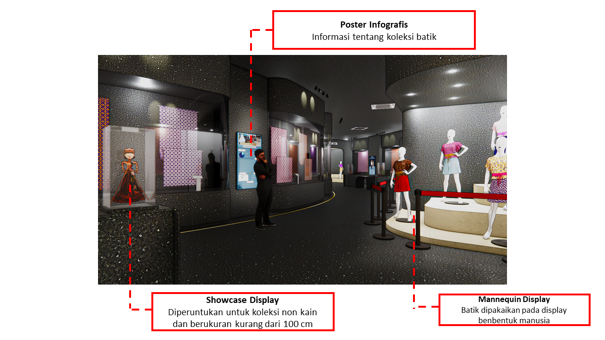 Poster Infografis
Informasi tentang koleksi batik
Showcase Display
Diperuntukan untuk koleksi non kain
dan berukuran kurang dari 100 cm
Mannequin Display
Batik dipakaikan pada display
benbentuk manusia